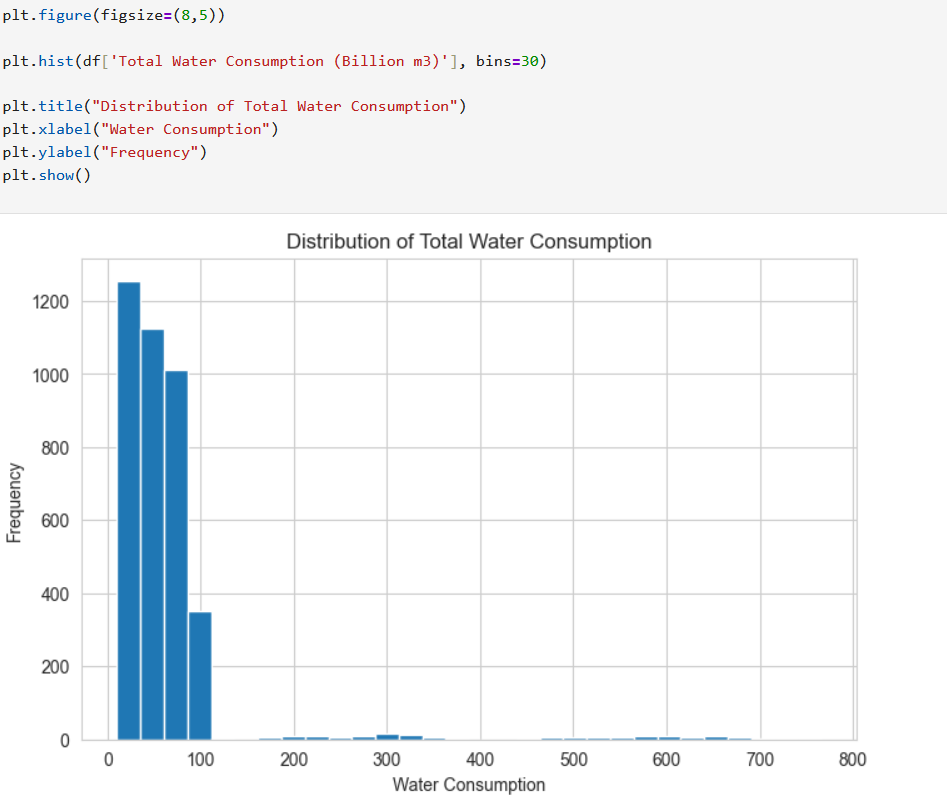 plt.figure(figsize=(8,5))
plt.hist(df['Total Water Consumption (Billion m3)'], bins=30)
plt.title("Distribution of Total Water Consumption")
plt.xlabel("Water Consumption")
plt.ylabel("Frequency")
plt.show()
Distribution of Total Water Consumption
1200
1000
800
600
400
200
0
Frequency
0 100 200 300 400 500 600 700 800
Water Consumption